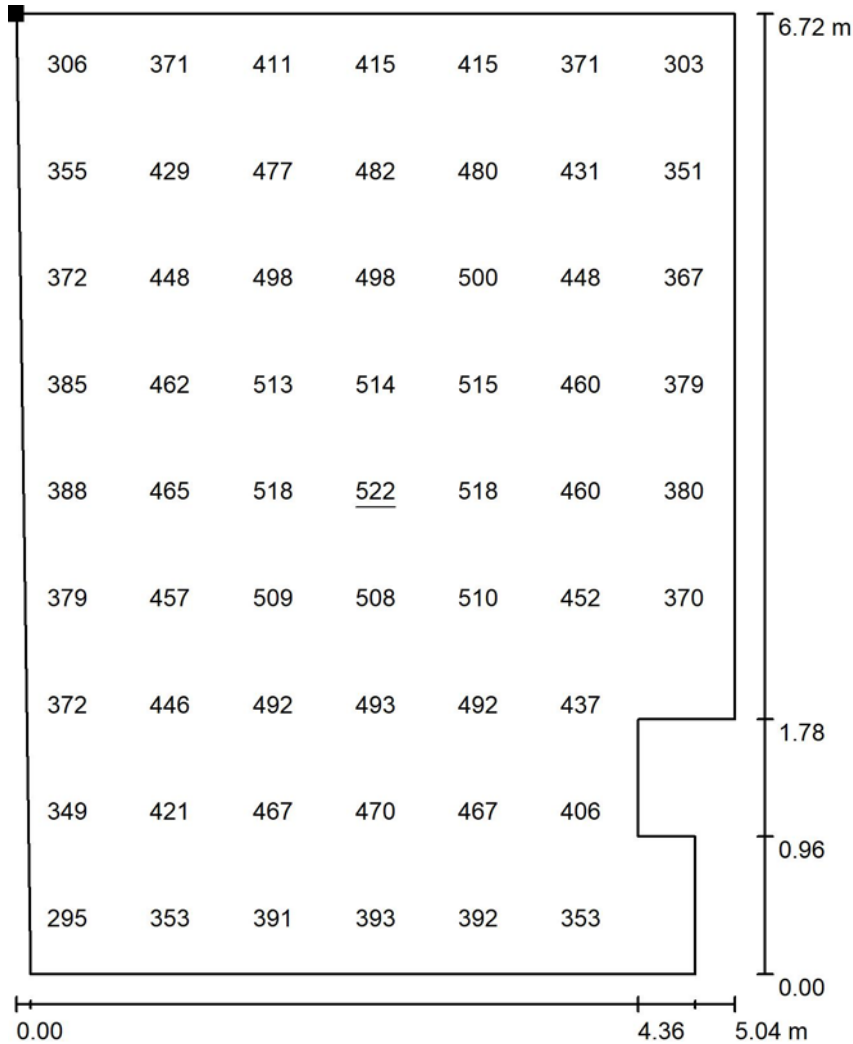 6.72 m
306 371 411 415 415 371 303
355 429 477 482 480 431 351
372 448 498 498 500 448 367
385 462 513 514 515 460 379
388 465 518 522 518 460 380
379 457 509 508 510 452 370
372 446 492 493 492 437
1.78
349 421 467 470 467 406
0.96
295 353 391 393 392 353
0.00
0.00 4.36 5.04 m